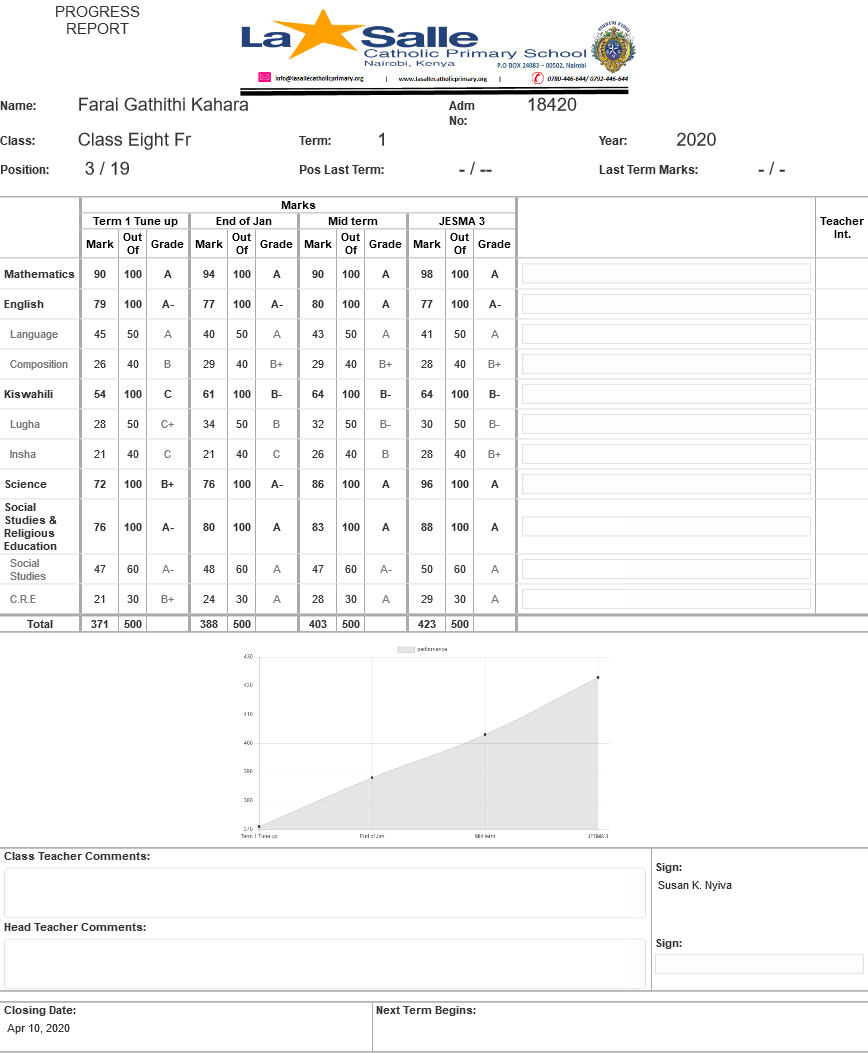 PROGRESS
REPORT
La Salle
Catholic Primary School
Nairobi, Kenya
P.O BOX 24083 – 00502, Nairobi
info@lasallecatholicprimary.org | www.lasallecatholicprimary.org | 0780-446-644/ 0792-446-644
Name: Farai Gathithi Kahara Adm No: 18420
Class: Class Eight Fr Term: 1 Year: 2020
Position: 3 / 19 Pos Last Term: - / -- Last Term Marks: - / -
Marks
Term 1 Tune up End of Jan Mid term JESMA 3 Teacher Int.
Mark Out Of Grade Mark Out Of Grade Mark Out Of Grade Mark Out Of Grade
Mathematics 90 100 A 94 100 A 90 100 A 98 100 A
English 79 100 A- 77 100 A- 80 100 A 77 100 A-
Language 45 50 A 40 50 A 43 50 A 41 50 A
Composition 26 40 B 29 40 B+ 29 40 B+ 28 40 B+
Kiswahili 54 100 C 61 100 B- 64 100 B- 64 100 B-
Lugha 28 50 C+ 34 50 B 32 50 B- 30 50 B-
Insha 21 40 C 21 40 C 26 40 B 28 40 B+
Science 72 100 B+ 76 100 A- 86 100 A 96 100 A
Social Studies & Religious Education 76 100 A- 80 100 A 83 100 A 88 100 A
Social Studies 47 60 A- 48 60 A 47 60 A- 50 60 A
C.R.E 21 30 B+ 24 30 A 28 30 A 29 30 A
Total 371 500 388 500 403 500 423 500
performance
430
420
410
400
390
380
370
Term 1 Tune up End of Jan Mid term JESMA 3
Class Teacher Comments:
Sign:
Susan K. Nyiva
Head Teacher Comments:
Sign:
Closing Date: Next Term Begins:
Apr 10, 2020